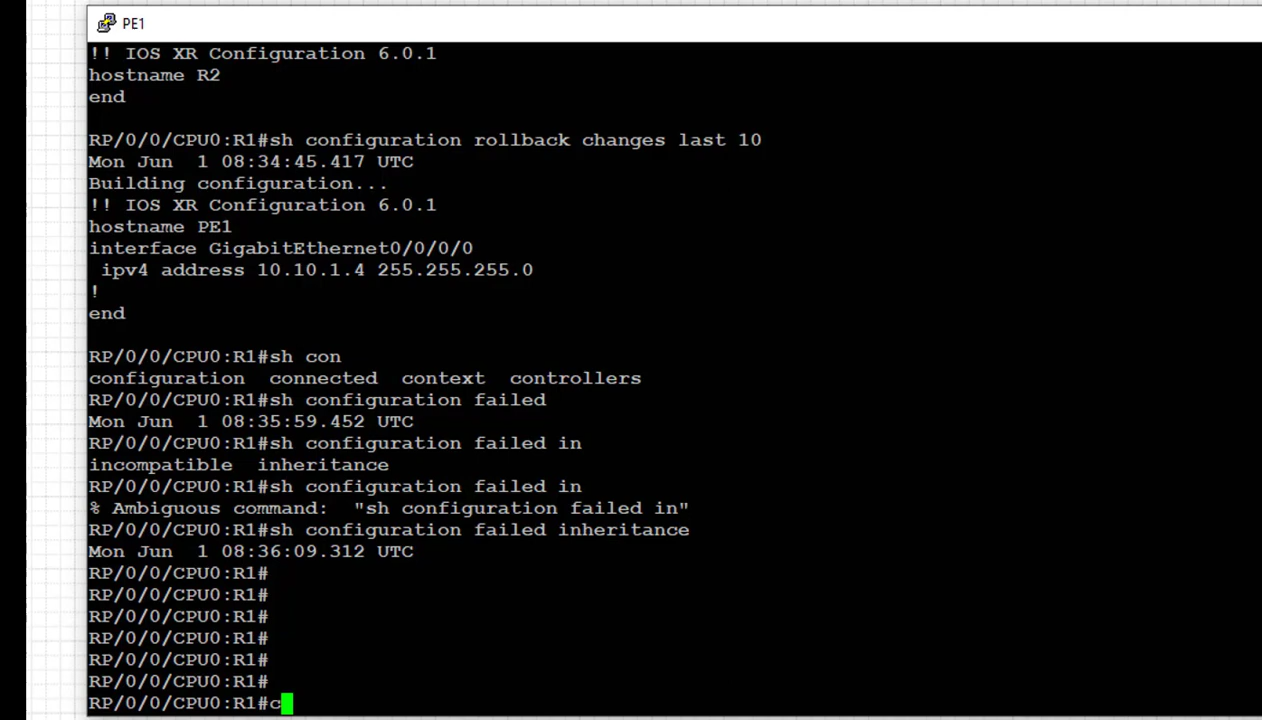 PE1
!! IOS XR Configuration 6.0.1
hostname R2
end
RP/0/0/CPU0:R1#sh configuration rollback changes last 10
Mon Jun  1 08:34:45.417 UTC
Building configuration...
!! IOS XR Configuration 6.0.1
hostname PE1
interface GigabitEthernet0/0/0/0
 ipv4 address 10.10.1.4 255.255.255.0
!
end
RP/0/0/CPU0:R1#sh con
configuration  connected  context  controllers
RP/0/0/CPU0:R1#sh configuration failed
Mon Jun  1 08:35:59.452 UTC
RP/0/0/CPU0:R1#sh configuration failed in
incompatible  inheritance
RP/0/0/CPU0:R1#sh configuration failed in
% Ambiguous command:  "sh configuration failed in"
RP/0/0/CPU0:R1#sh configuration failed inheritance
Mon Jun  1 08:36:09.312 UTC
RP/0/0/CPU0:R1#
RP/0/0/CPU0:R1#
RP/0/0/CPU0:R1#
RP/0/0/CPU0:R1#
RP/0/0/CPU0:R1#
RP/0/0/CPU0:R1#
RP/0/0/CPU0:R1#c